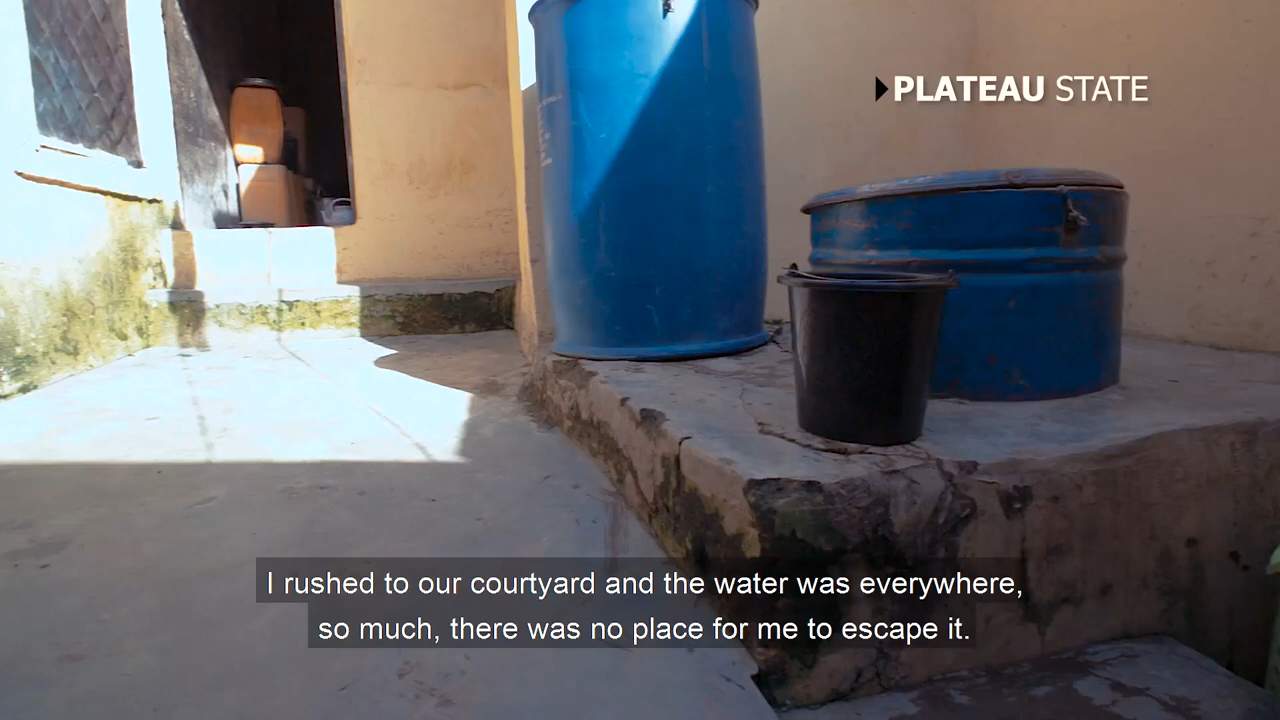 PLATEAU STATE
I rushed to our courtyard and the water was everywhere,
so much, there was no place for me to escape it.